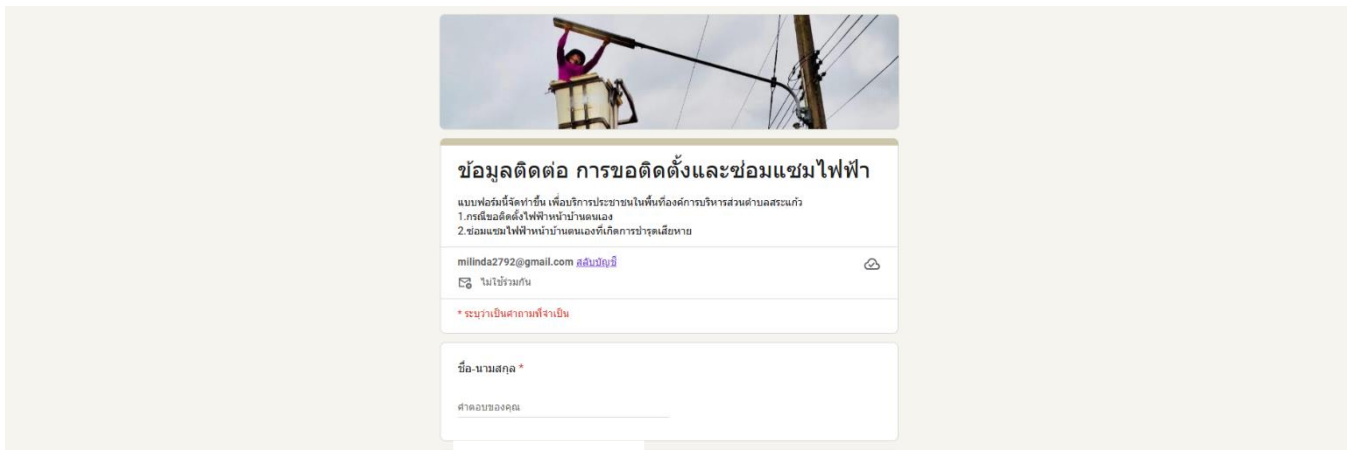 ข้อมูลติดต่อ การขอติดตั้งและซ่อมแซมไฟฟ้า
แบบฟอร์มนี้จัดทำขึ้น เพื่อบริการประชาชนในพื้นที่องค์การบริหารส่วนตำบลสระแก้ว
1.กรณีขอติดตั้งไฟฟ้าหน้าบ้านตนเอง
2.ซ่อมแซมไฟฟ้าหน้าบ้านตนเองที่เกิดการชำรุดเสียหาย
milinda2792@gmail.com สลับบัญชี
ไม่ใช้ร่วมกัน
* ระบุว่าเป็นคำถามที่จำเป็น
ชื่อ-นามสกุล *
คำตอบของคุณ